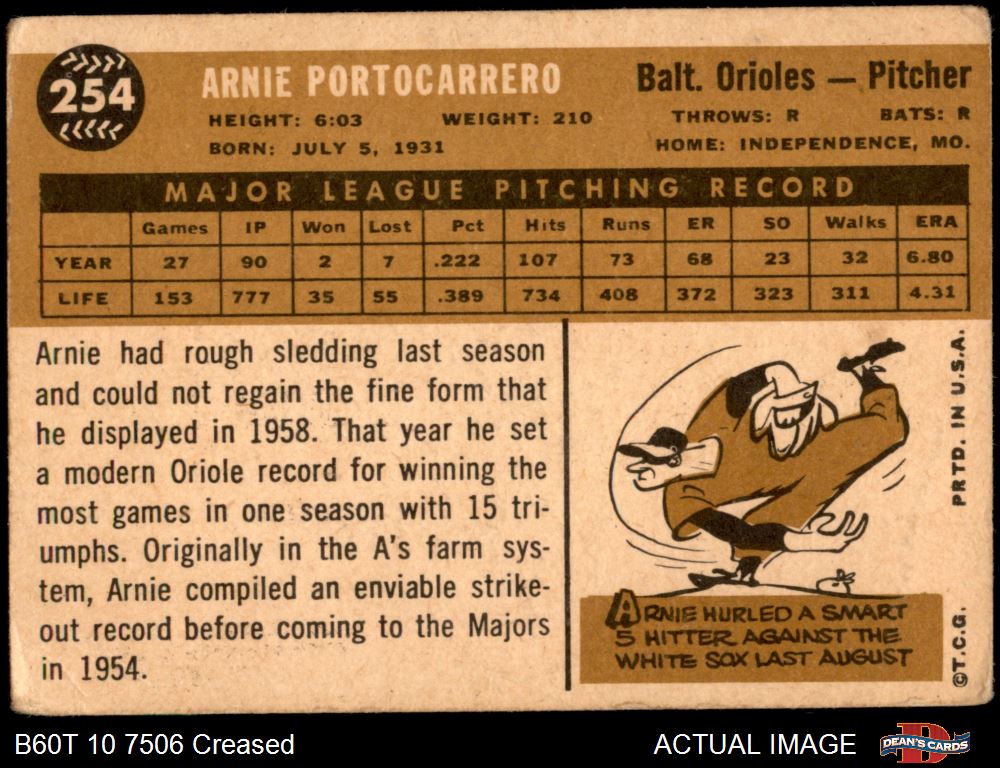 254
ARNIE PORTOCARRERO
Balt. Orioles — Pitcher
HEIGHT: 6:03 WEIGHT: 210 THROWS: R BATS: R
BORN: JULY 5, 1931 HOME: INDEPENDENCE, MO.
MAJOR LEAGUE PITCHING RECORD
Games IP Won Lost Pct Hits Runs ER SO Walks ERA
YEAR 27 90 2 7 .222 107 73 68 23 32 6.80
LIFE 153 777 35 55 .389 734 408 372 323 311 4.31
Arnie had rough sledding last season
and could not regain the fine form that
he displayed in 1958. That year he set
a modern Oriole record for winning the
most games in one season with 15 tri-
umphs. Originally in the A's farm sys-
tem, Arnie compiled an enviable strike-
out record before coming to the Majors
in 1954.
ARNIE HURLED A SMART
5 HITTER AGAINST THE
WHITE SOX LAST AUGUST
©T.C.G. PRTD. IN U.S.A.
B60T 10 7506 Creased
ACTUAL IMAGE
B
DEAN'S CARDS